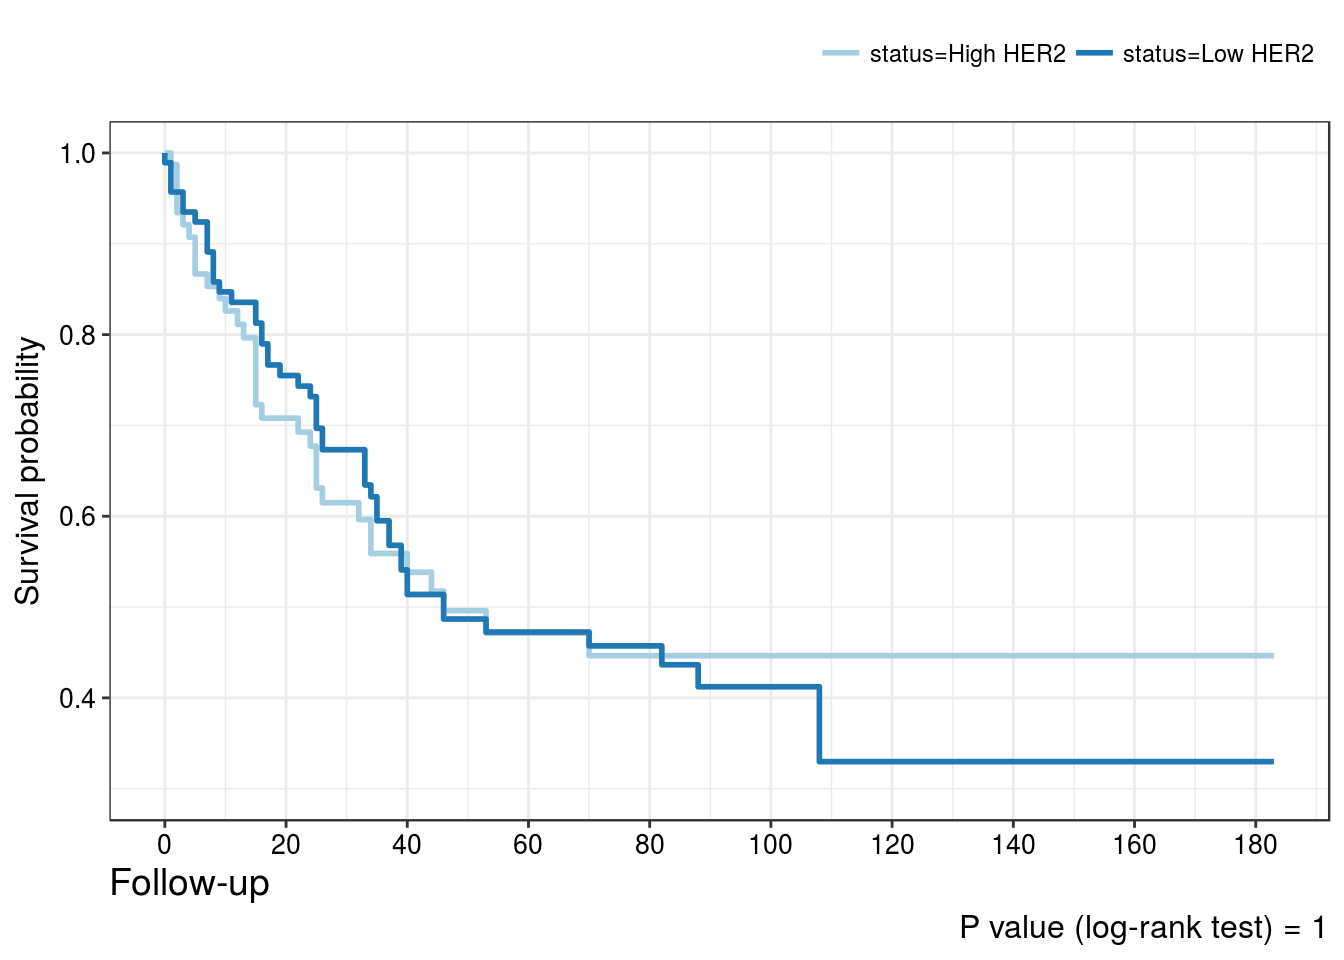 status=High HER2 status=Low HER2
Survival probability
1.0
0.8
0.6
0.4
0 20 40 60 80 100 120 140 160 180
Follow-up
P value (log-rank test) = 1